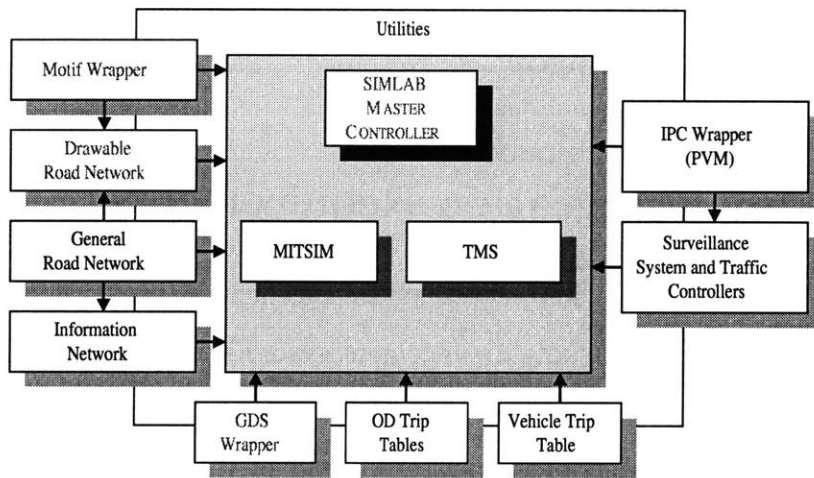 Utilities
Motif Wrapper
SIMLAB
MASTER
CONTROLLER
Drawable
Road Network
IPC Wrapper
(PVM)
General
Road Network
MITSIM
TMS
Surveillance
System and Traffic
Controllers
Information
Network
GDS
Wrapper
OD Trip
Tables
Vehicle Trip
Table